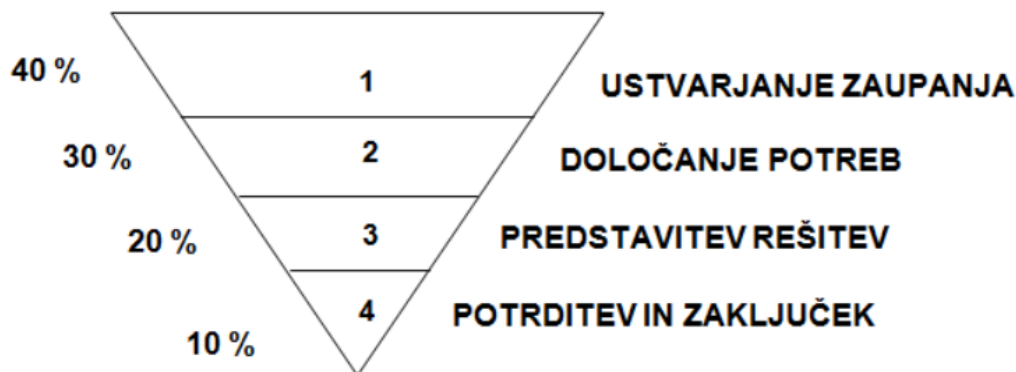 40 % 1 USTVARJANJE ZAUPANJA
30 % 2 DOLOČANJE POTREB
20 % 3 PREDSTAVITEV REŠITEV
10 % 4 POTRDITEV IN ZAKLJUČEK